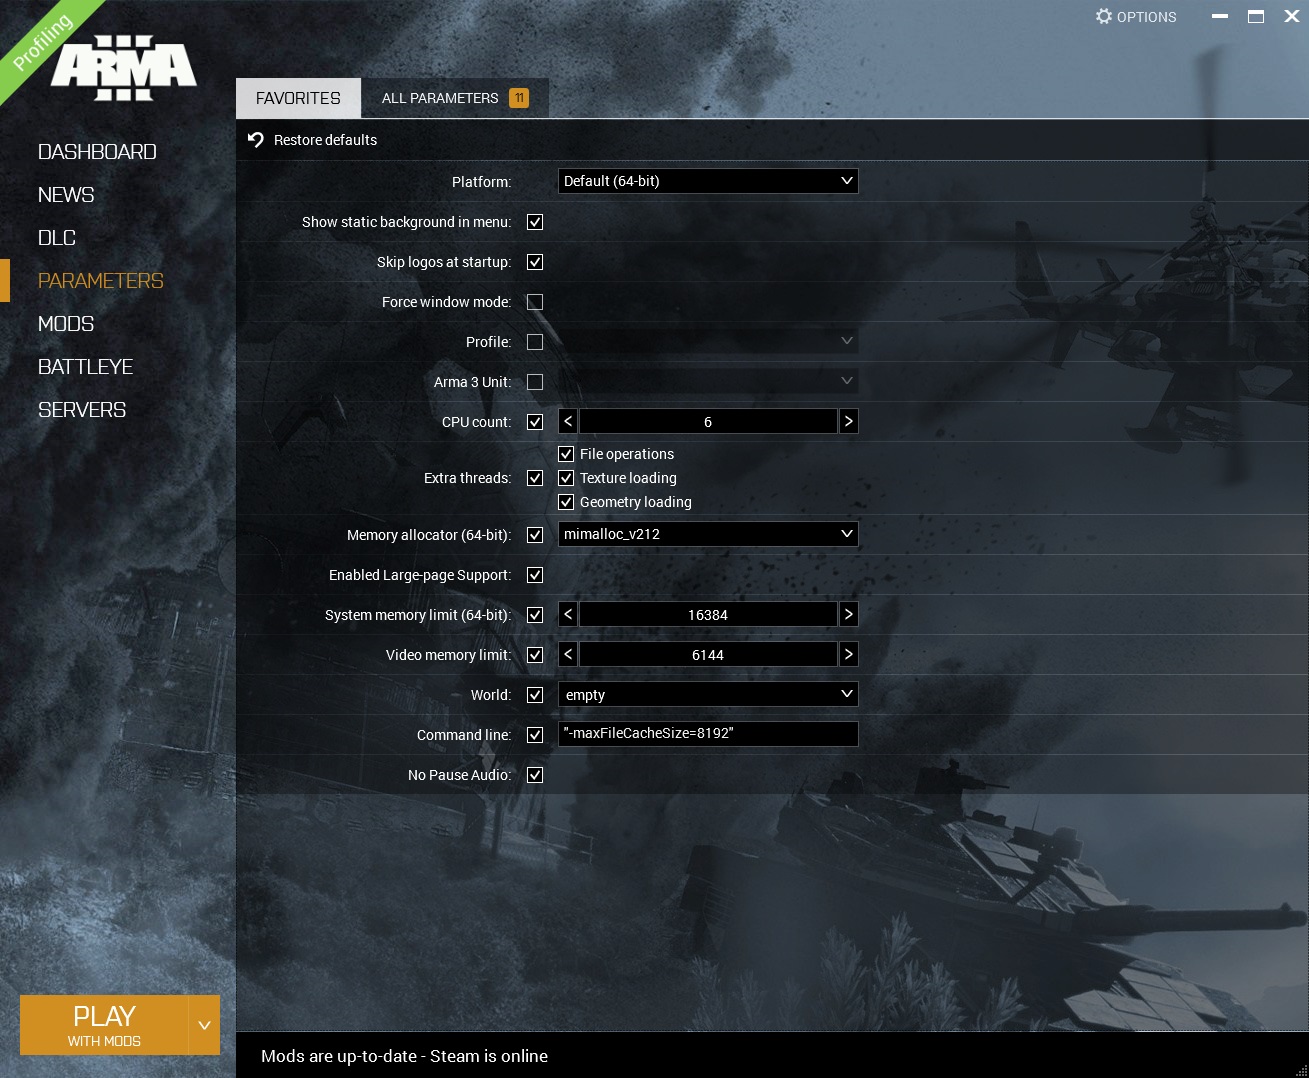 OPTIONS
Profiling
ARMA III
FAVORITES
ALL PARAMETERS 11
Restore defaults
DASHBOARD
NEWS
DLC
PARAMETERS
MODS
BATTLEYE
SERVERS
Platform: Default (64-bit)
Show static background in menu:
Skip logos at startup:
Force window mode:
Profile:
Arma 3 Unit:
CPU count: < 6 >
File operations
Extra threads: Texture loading
Geometry loading
Memory allocator (64-bit): mimalloc_v212
Enabled Large-page Support:
System memory limit (64-bit): < 16384 >
Video memory limit: < 6144 >
World: empty
Command line: "-maxFileCacheSize=8192"
No Pause Audio:
PLAY
WITH MODS
Mods are up-to-date - Steam is online